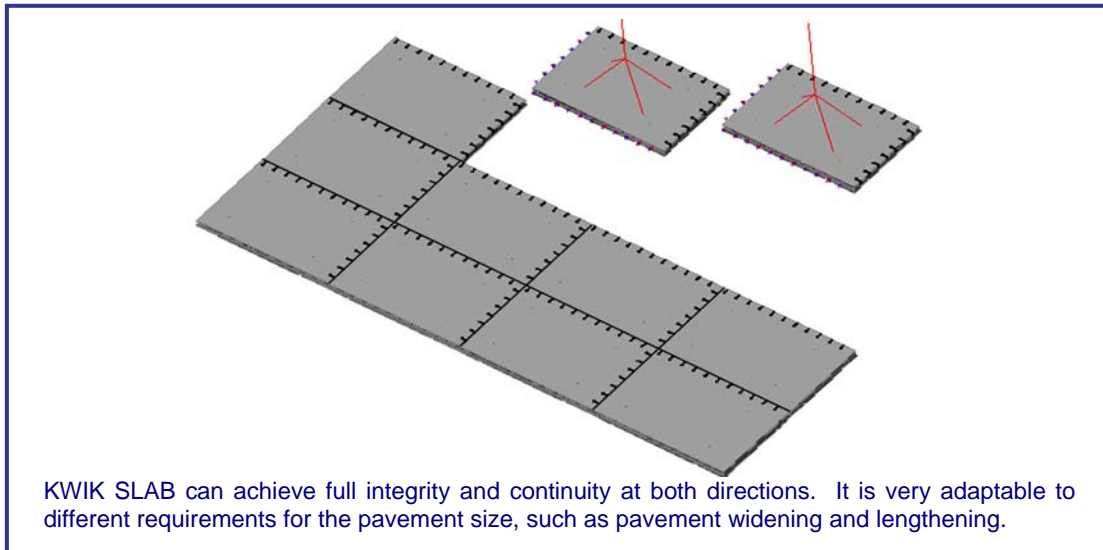 KWIK SLAB can achieve full integrity and continuity at both directions. It is very adaptable to
different requirements for the pavement size, such as pavement widening and lengthening.